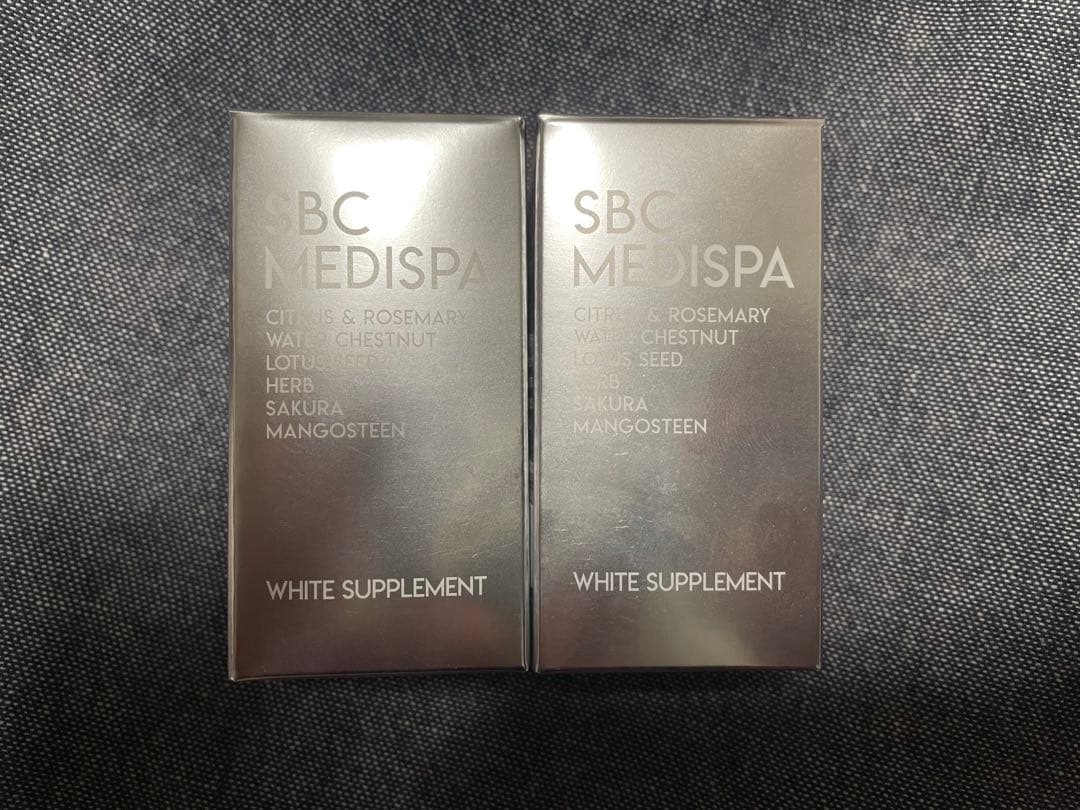 SBC
MEDISPA
CITRUS & ROSEMARY
WATER CHESTNUT
LOTUS SEED
HERB
SAKURA
MANGOSTEEN
WHITE SUPPLEMENT
SBC
MEDISPA
CITRUS & ROSEMARY
WATER CHESTNUT
LOTUS SEED
HERB
SAKURA
MANGOSTEEN
WHITE SUPPLEMENT